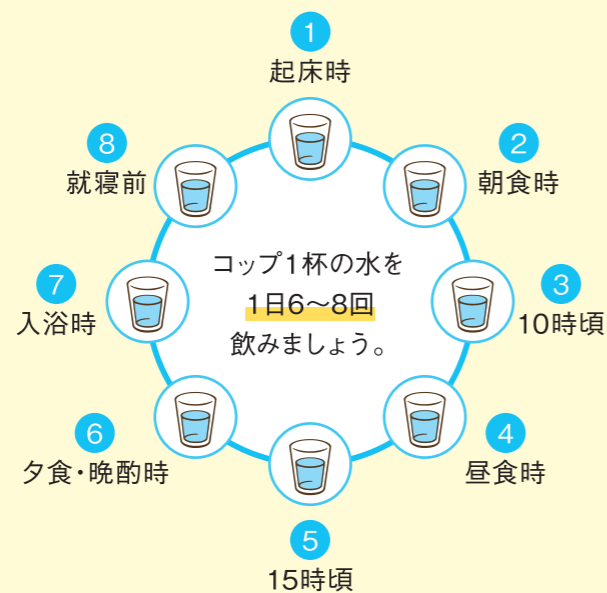 1
起床時
2
朝食時
3
10時頃
4
昼食時
5
15時頃
6
夕食・晩酌時
7
入浴時
8
就寝前
コップ1杯の水を
1日6〜8回
飲みましょう。